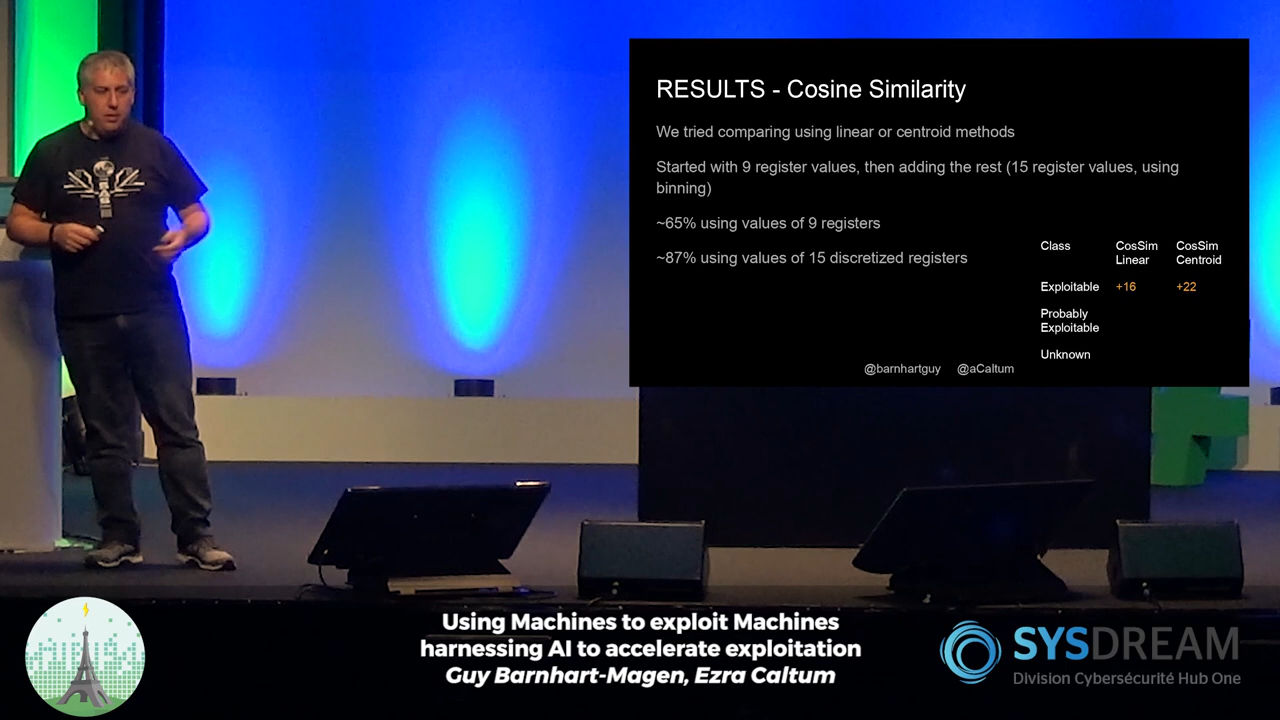 RESULTS - Cosine Similarity
We tried comparing using linear or centroid methods
Started with 9 register values, then adding the rest (15 register values, using
binning)
~65% using values of 9 registers
~87% using values of 15 discretized registers
Class CosSim CosSim
Linear Centroid
Exploitable +16 +22
Probably
Exploitable
Unknown
@barnhartguy @aCaltum
Using Machines to exploit Machines
harnessing AI to accelerate exploitation
Guy Barnhart-Magen, Ezra Caltum
SYSDREAM
Division Cybersécurité Hub One